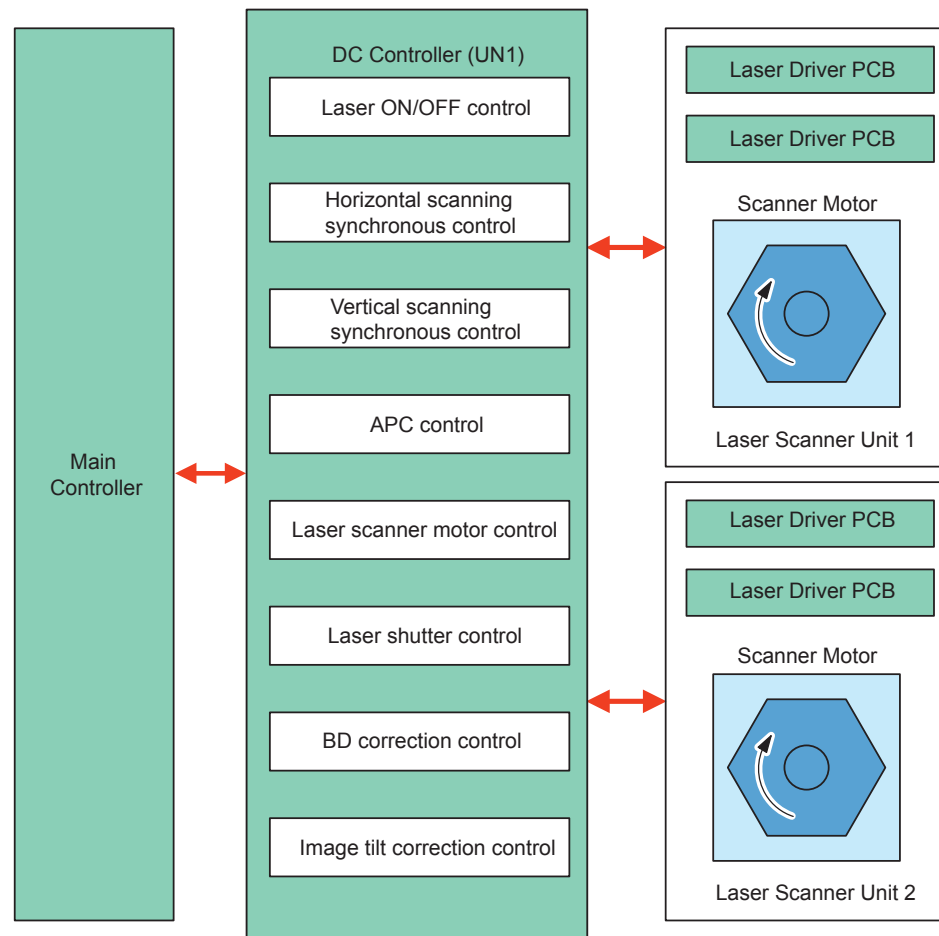 Main
Controller
DC Controller (UN1)
Laser ON/OFF control
Horizontal scanning
synchronous control
Vertical scanning
synchronous control
APC control
Laser scanner motor control
Laser shutter control
BD correction control
Image tilt correction control
Laser Driver PCB
Laser Driver PCB
Scanner Motor
Laser Scanner Unit 1
Laser Driver PCB
Laser Driver PCB
Scanner Motor
Laser Scanner Unit 2